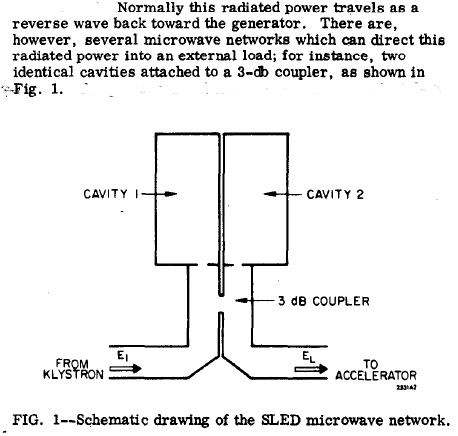 Normally this radiated power travels as a
reverse wave back toward the generator. There are,
however, several microwave networks which can direct this
radiated power into an external load; for instance, two
identical cavities attached to a 3-db coupler, as shown in
Fig. 1.
CAVITY 1
CAVITY 2
3 dB COUPLER
E_I
E_L
FROM
KLYSTRON
TO
ACCELERATOR
2331A2
FIG. 1--Schematic drawing of the SLED microwave network.